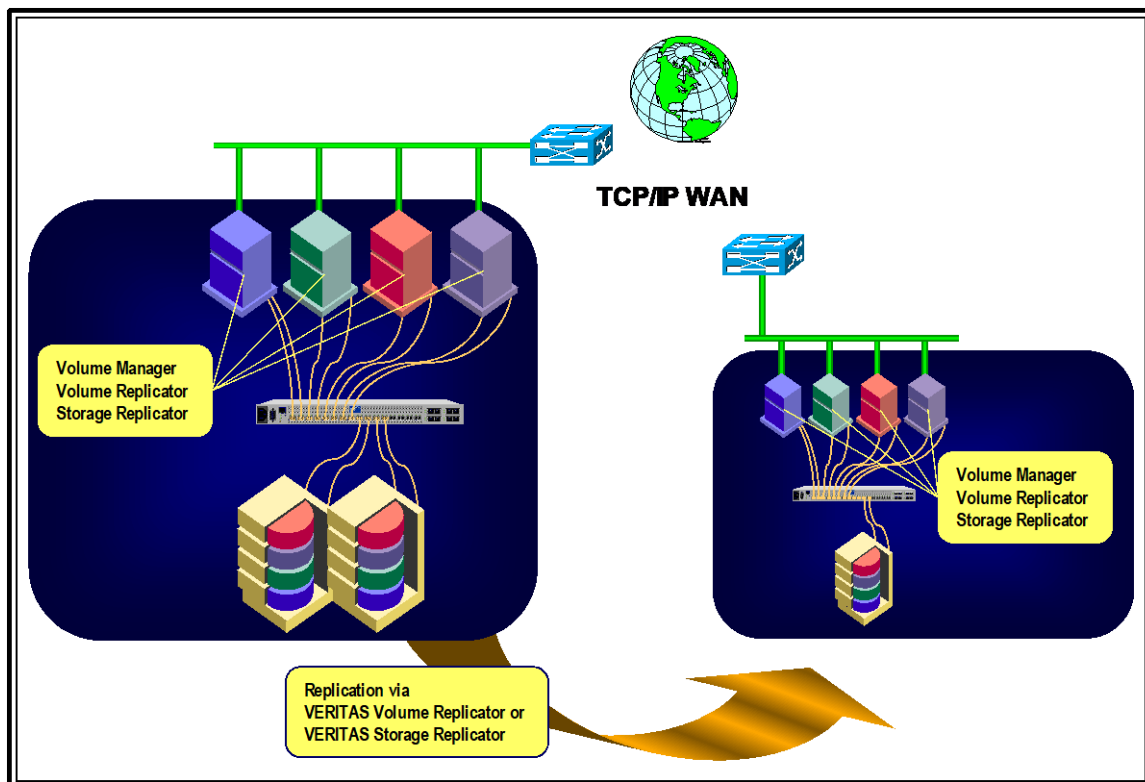 TCP/IP WAN
Volume Manager
Volume Replicator
Storage Replicator
Volume Manager
Volume Replicator
Storage Replicator
Replication via
VERITAS Volume Replicator or
VERITAS Storage Replicator